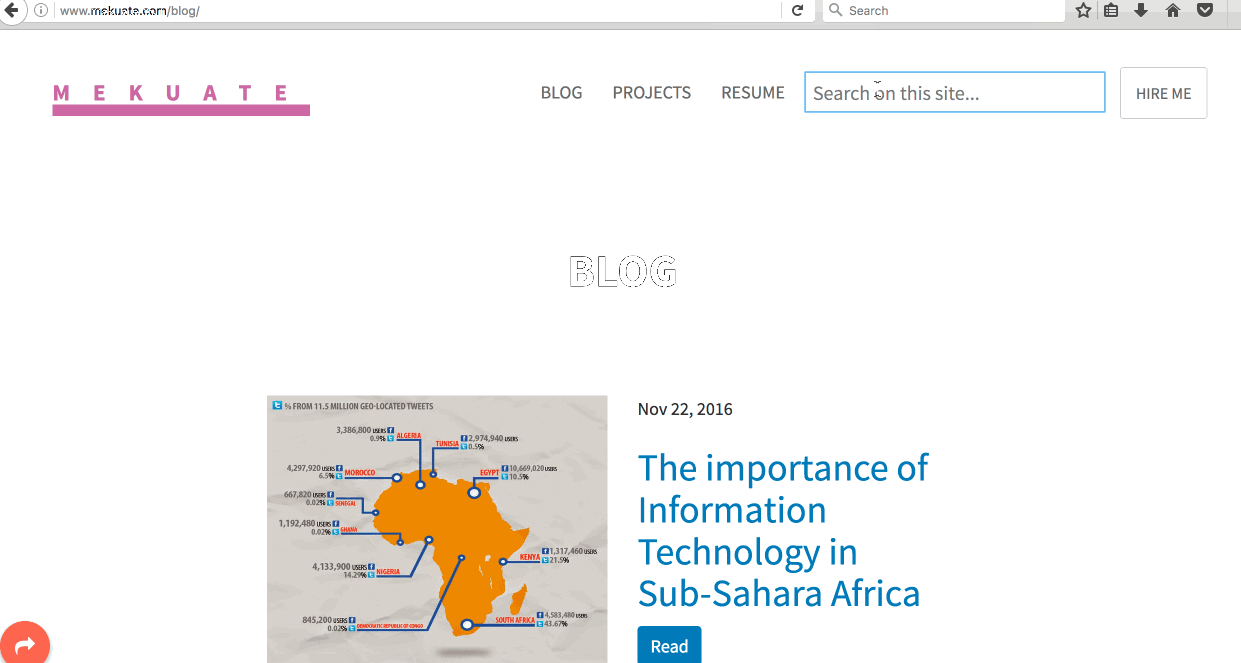 www.mekuate.com/blog/
Search
MEKUATE
BLOG
PROJECTS
RESUME
Search on this site...
HIRE ME
BLOG
% FROM 11.5 MILLION GEO-LOCATED TWEETS
3,386,800 USERS
0.9%
ALGERIA
TUNISIA
2,974,940 USERS
0.5%
4,297,920 USERS
6.5%
MOROCCO
EGYPT
10,669,020 USERS
10.5%
667,820 USERS
0.02%
SENEGAL
1,192,480 USERS
0.02%
GHANA
KENYA
1,317,460 USERS
21.5%
4,133,900 USERS
14.29%
NIGERIA
845,200 USERS
0.02%
DEMOCRATIC REPUBLIC OF CONGO
SOUTH AFRICA
4,583,480 USERS
43.67%
Nov 22, 2016
The importance of
Information
Technology in
Sub-Sahara Africa
Read